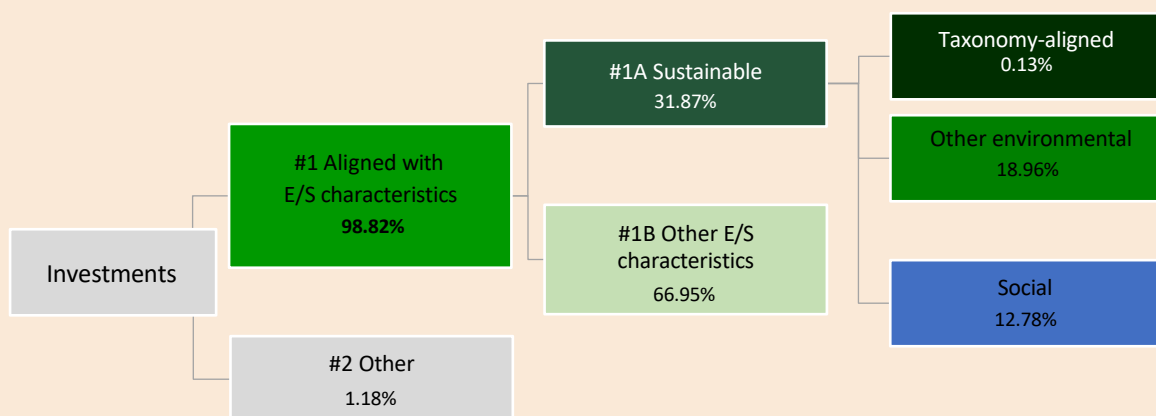 Investments
#1 Aligned with
E/S characteristics
98.82%
#2 Other
1.18%
#1A Sustainable
31.87%
#1B Other E/S
characteristics
66.95%
Taxonomy-aligned
0.13%
Other environmental
18.96%
Social
12.78%